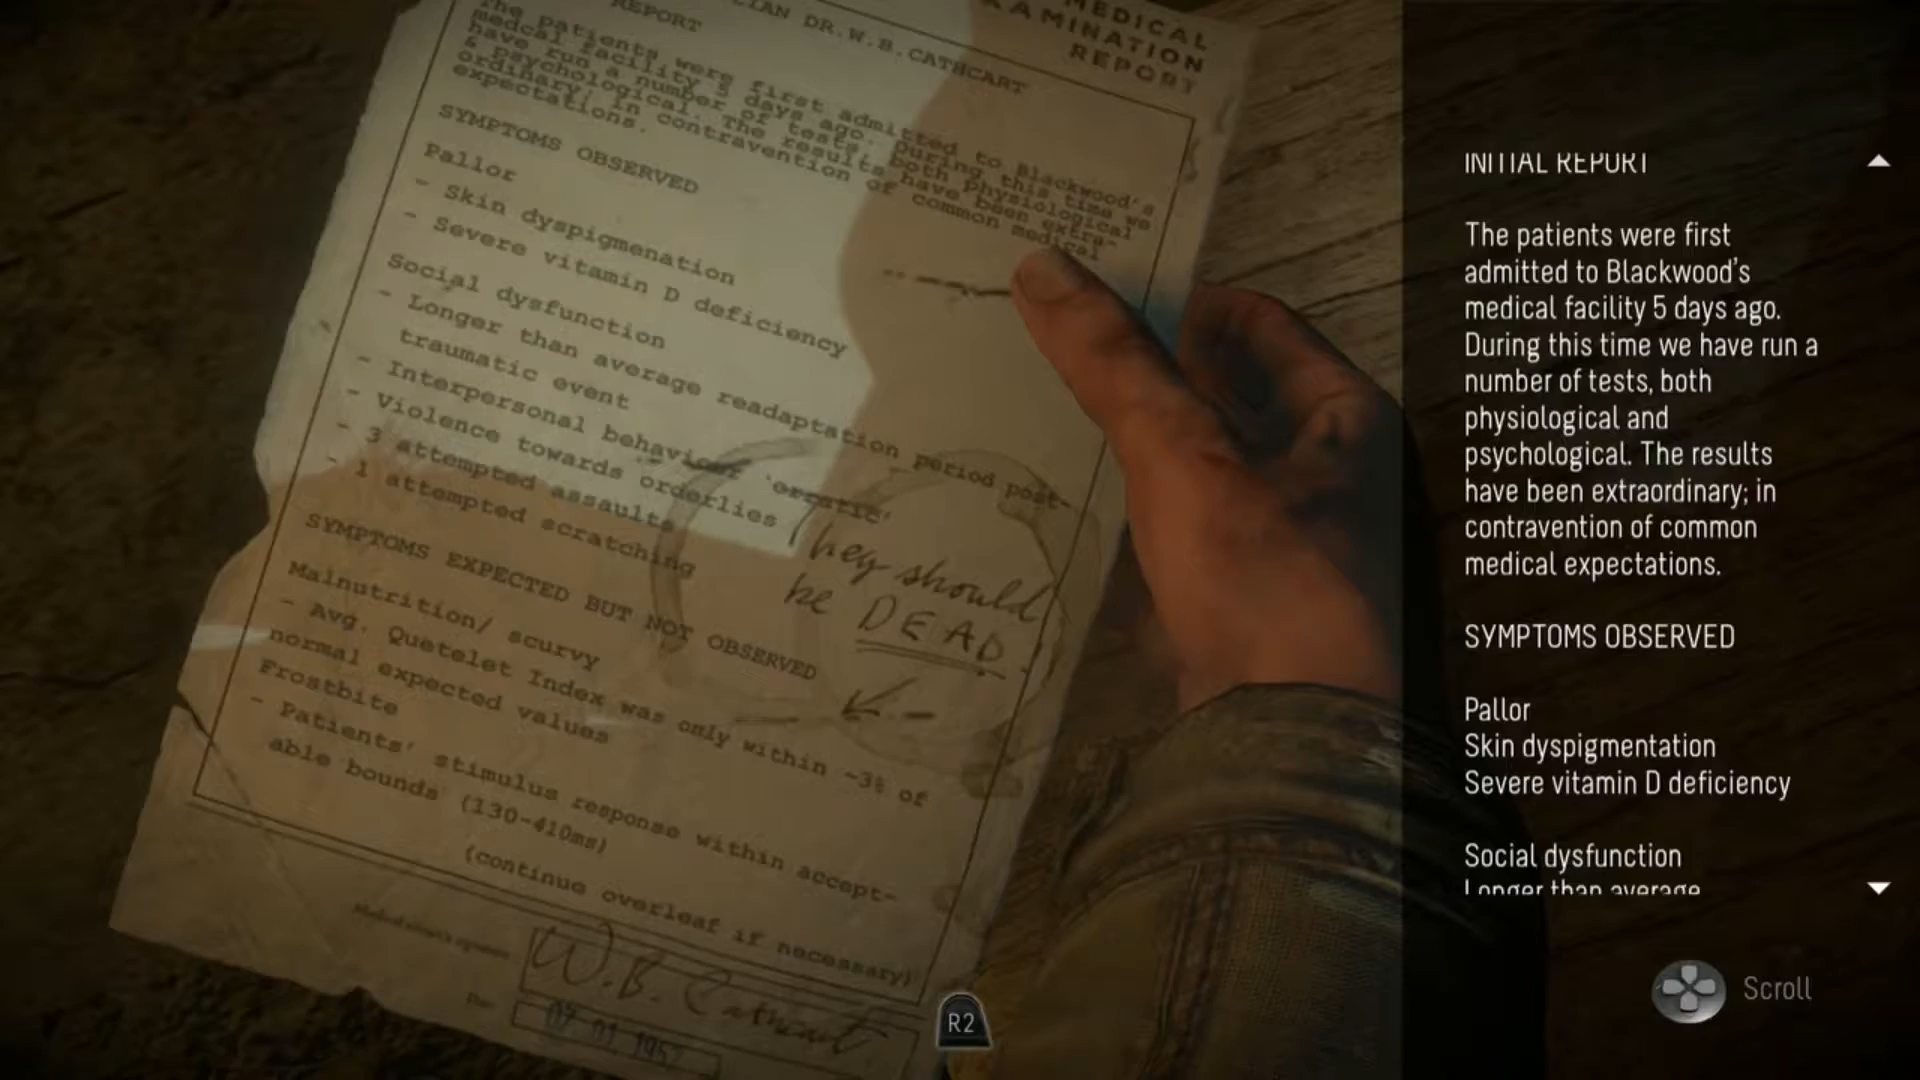 MEDICAL
EXAMINATION
REPORT
DR.W.B.CATHCART
REPORT
The patients were first admitted to Blackwood's
medcal facility 5 days ago. During this time we
have run a number of tests, both physiological
& psychological. The results have been extra-
ordinary; in contravention of common medical
expectations.
SYMPTOMS OBSERVED
Pallor
- Skin dyspigmenation
- Severe vitamin D deficiency
Social dysfunction
- Longer than average readaptation period post-
traumatic event
- Interpersonal behaviour 'erratic'
- Violence towards orderlies
- 3 attempted assaults
- 1 attempted scratching
They should
be DEAD.
SYMPTOMS EXPECTED BUT NOT OBSERVED
Malnutrition/ scurvy
- Avg. Quetelet Index was only within ~3% of
normal expected values
Frostbite
- Patients' stimulus response within accept-
able bounds (130-410ms)
(continue overleaf if necessary)
W.B. Cathcart
R2
INITIAL REPORT
The patients were first
admitted to Blackwood's
medical facility 5 days ago.
During this time we have run a
number of tests, both
physiological and
psychological. The results
have been extraordinary; in
contravention of common
medical expectations.
SYMPTOMS OBSERVED
Pallor
Skin dyspigmentation
Severe vitamin D deficiency
Social dysfunction
Longer than average
Scroll